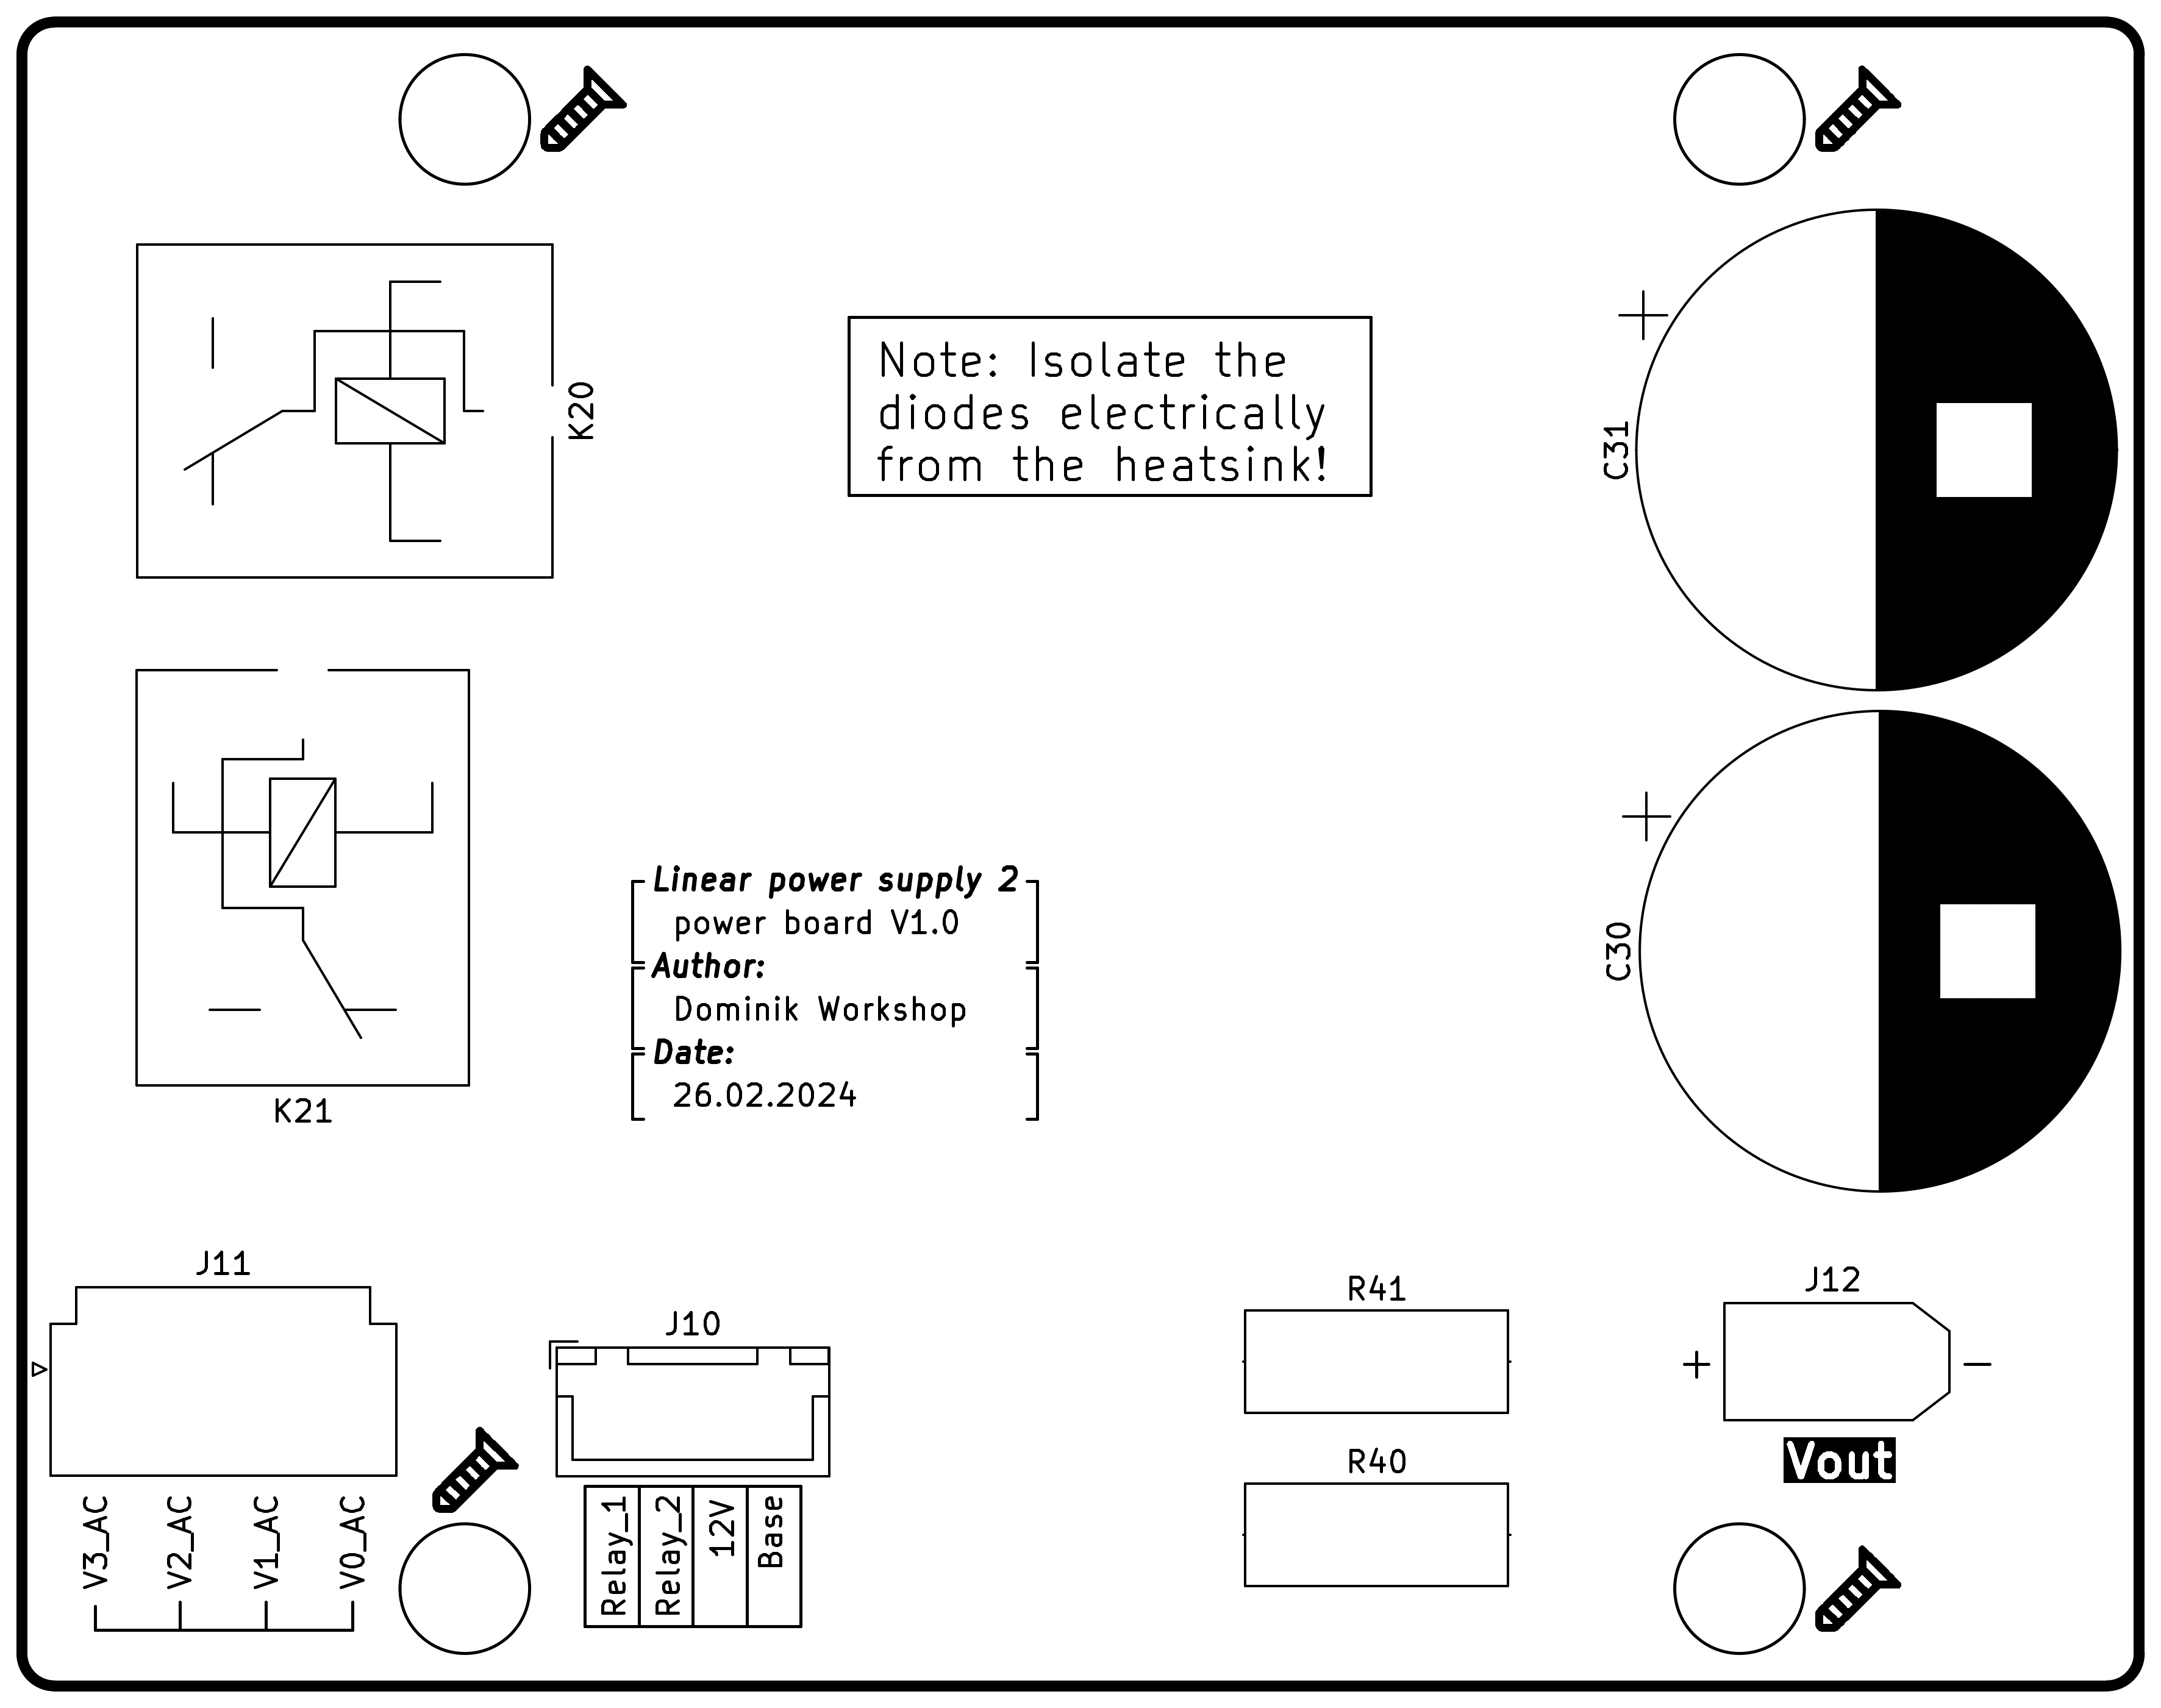 K20
Note: Isolate the
diodes electrically
from the heatsink!
+
C31
+
C30
Linear power supply 2
power board V1.0
Author:
Dominik Workshop
Date:
26.02.2024
K21
J11
J10
R41
J12
+ −
R40
Vout
V3_AC
V2_AC
V1_AC
V0_AC
Relay_1
Relay_2
12V
Base